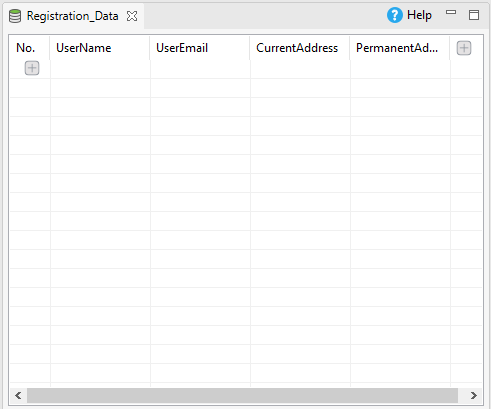 Registration_Data Help
No. UserName UserEmail CurrentAddress PermanentAd...